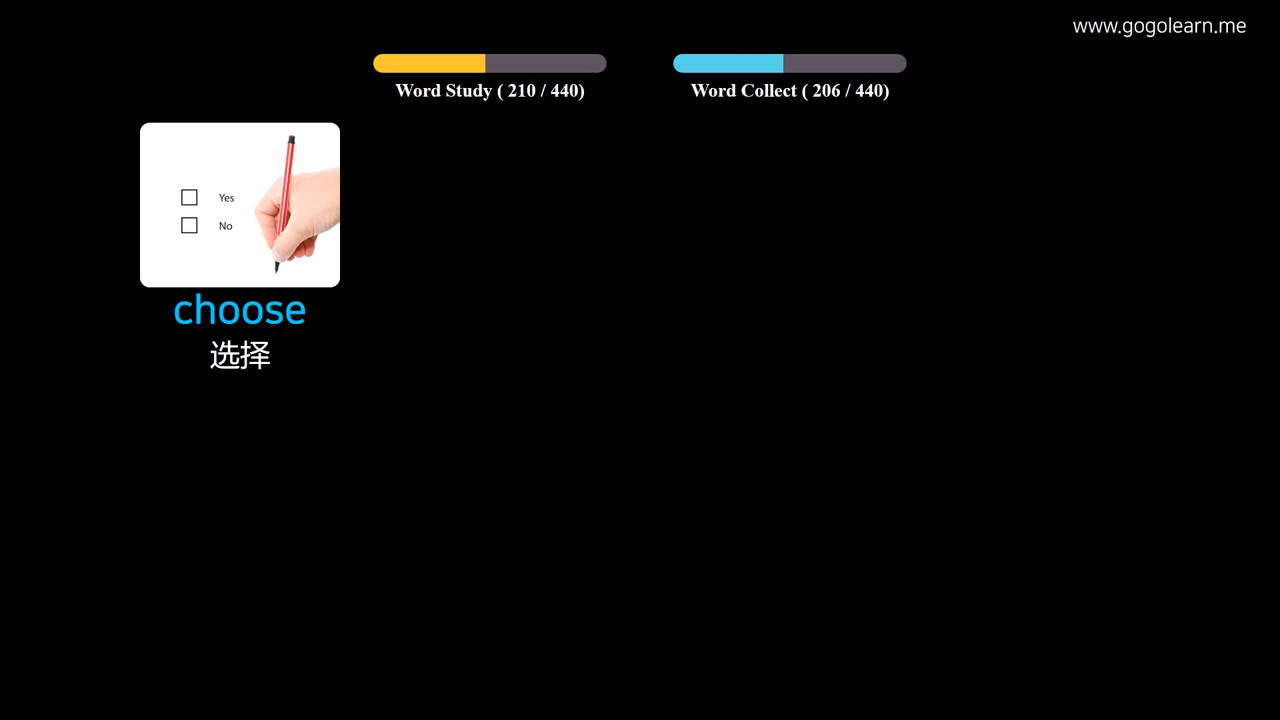 www.gogolearn.me
Word Study ( 210 / 440)
Word Collect ( 206 / 440)
Yes
No
choose
选择